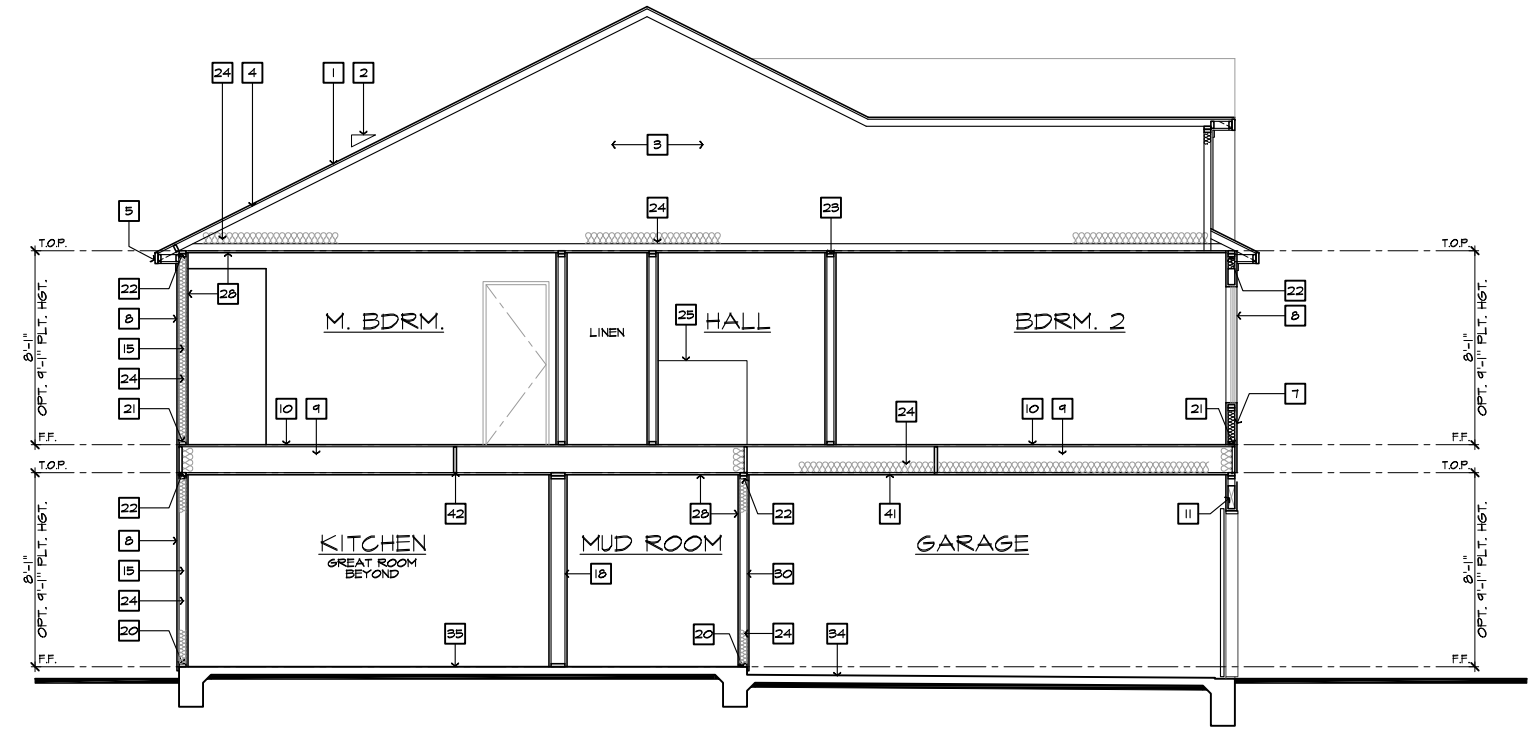 24 4 1 2
3
5
24
23
T.O.P.
T.O.P.
22
28
22
8
8
25
M. BDRM.
HALL
BDRM. 2
LINEN
15
8'-1"
OPT. 9'-1" PLT. HGT.
8'-1"
OPT. 9'-1" PLT. HGT.
24
7
21
10
9
24
10
9
21
F.F.
F.F.
T.O.P.
T.O.P.
22
42
28
22
41
11
8
KITCHEN
GREAT ROOM
BEYOND
MUD ROOM
GARAGE
15
18
30
8'-1"
OPT. 9'-1" PLT. HGT.
8'-1"
OPT. 9'-1" PLT. HGT.
24
20
35
20
24
34
F.F.
F.F.